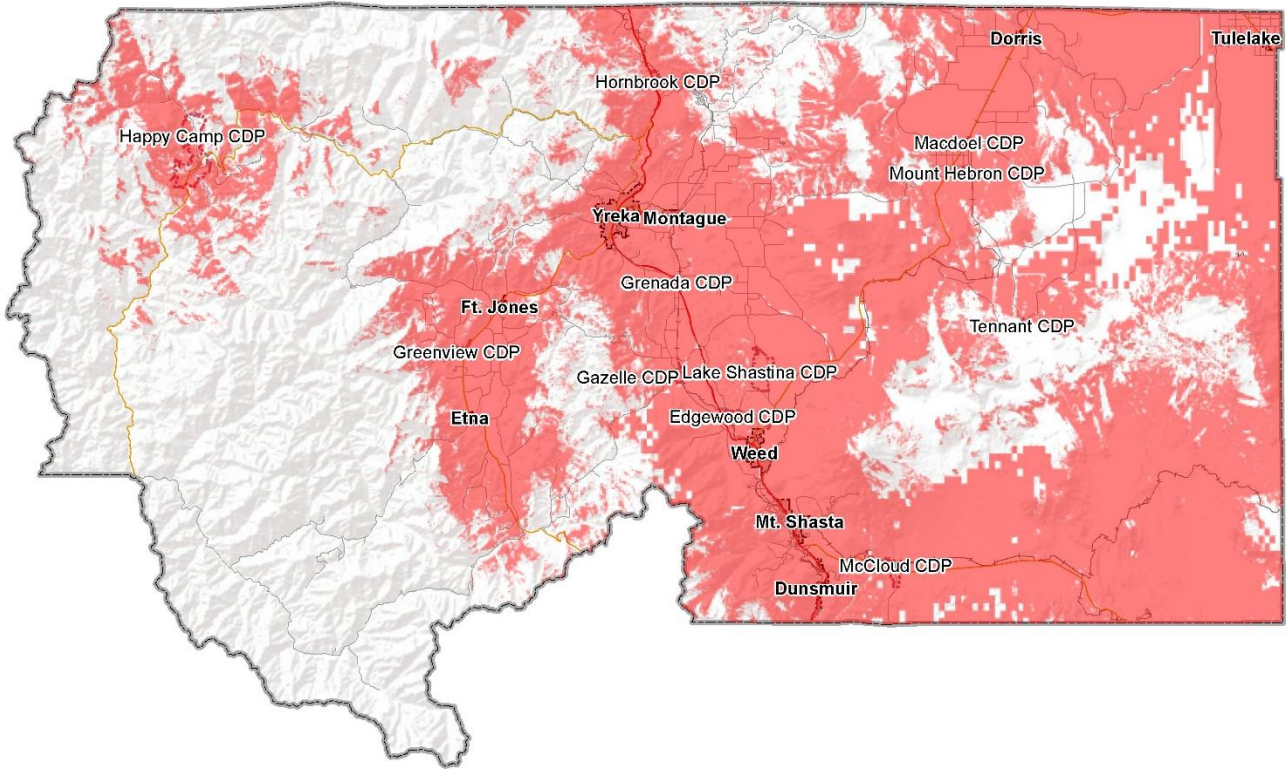 Dorris
Tulelake
Hornbrook CDP
Happy Camp CDP
Macdoel CDP
Mount Hebron CDP
Yreka
Montague
Grenada CDP
Ft. Jones
Tennant CDP
Greenview CDP
Gazelle CDP
Lake Shastina CDP
Etna
Edgewood CDP
Weed
Mt. Shasta
McCloud CDP
Dunsmuir